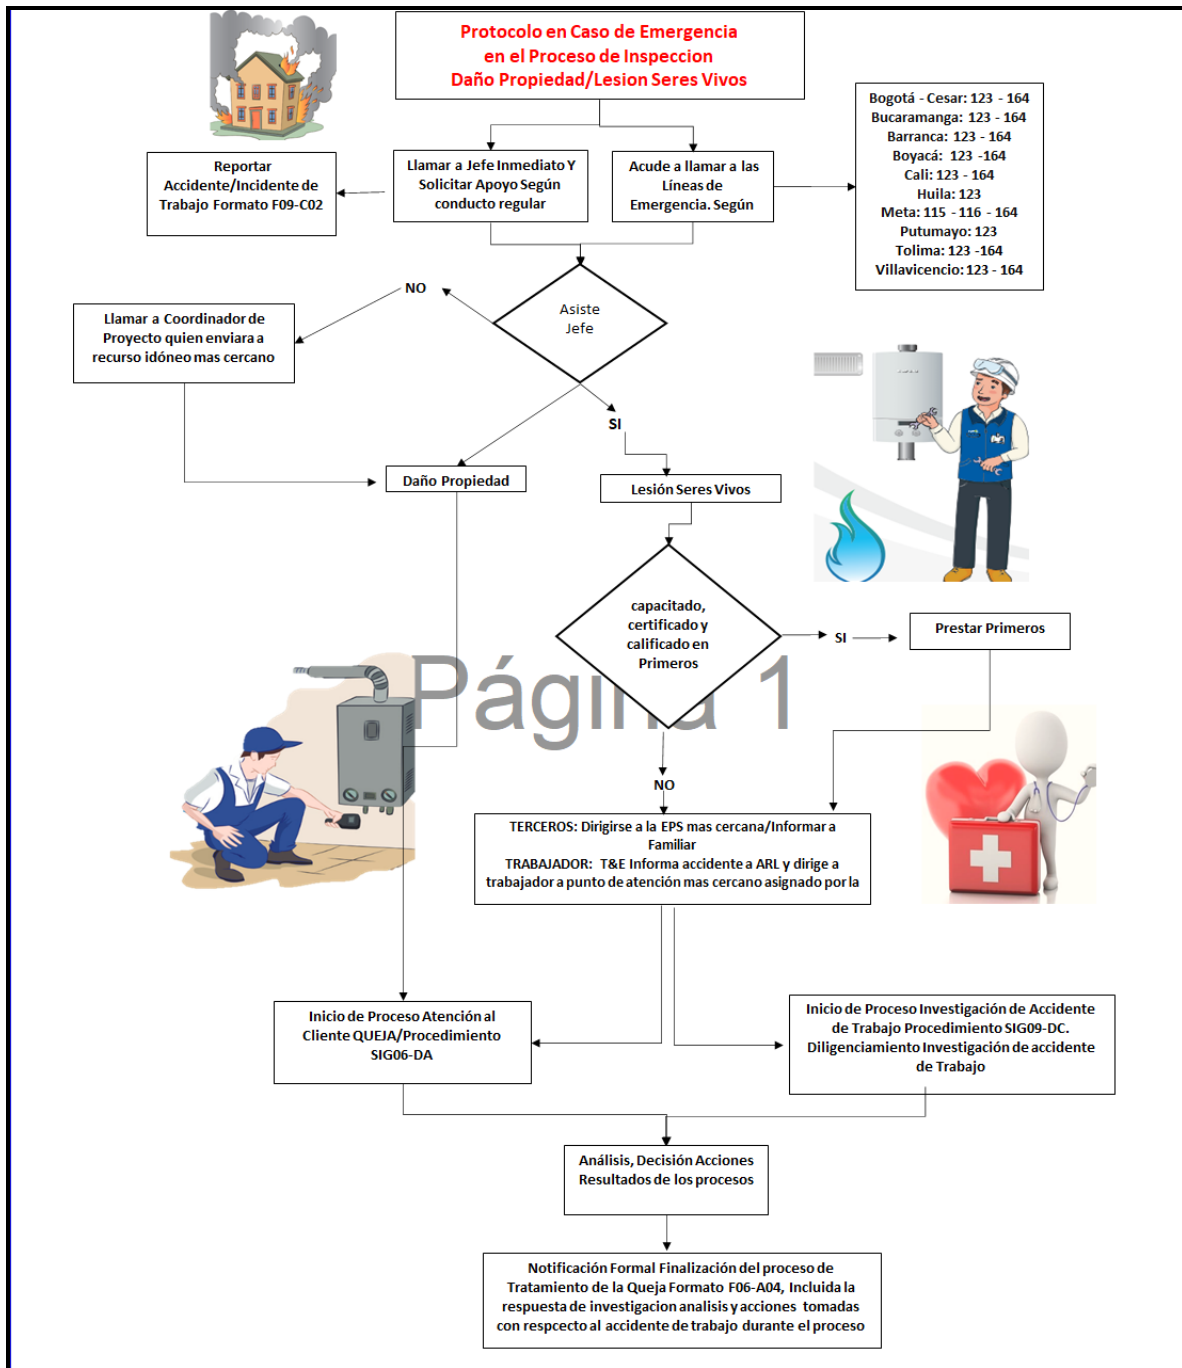 Protocolo en Caso de Emergencia
en el Proceso de Inspeccion
Daño Propiedad/Lesion Seres Vivos
Bogotá - Cesar: 123 - 164
Bucaramanga: 123 - 164
Barranca: 123 - 164
Boyacá: 123 -164
Cali: 123 - 164
Huila: 123
Meta: 115 - 116 - 164
Putumayo: 123
Tolima: 123 -164
Villavicencio: 123 - 164
Reportar
Accidente/Incidente de
Trabajo Formato F09-C02
Llamar a Jefe Inmediato Y
Solicitar Apoyo Según
conducto regular
Acude a llamar a las
Líneas de
Emergencia. Según
NO
Asiste
Jefe
Llamar a Coordinador de
Proyecto quien enviara a
recurso idóneo mas cercano
SI
Daño Propiedad
Lesión Seres Vivos
capacitado,
certificado y
calificado en
Primeros
SI
Prestar Primeros
Página 1
NO
TERCEROS: Dirigirse a la EPS mas cercana/Informar a
Familiar
TRABAJADOR: T&E Informa accidente a ARL y dirige a
trabajador a punto de atención mas cercano asignado por la
Inicio de Proceso Atención al
Cliente QUEJA/Procedimiento
SIG06-DA
Inicio de Proceso Investigación de Accidente
de Trabajo Procedimiento SIG09-DC.
Diligenciamiento Investigación de accidente
de Trabajo
Análisis, Decisión Acciones
Resultados de los procesos
Notificación Formal Finalización del proceso de
Tratamiento de la Queja Formato F06-A04, Incluida la
respuesta de investigacion analisis y acciones tomadas
con respcecto al accidente de trabajo durante el proceso